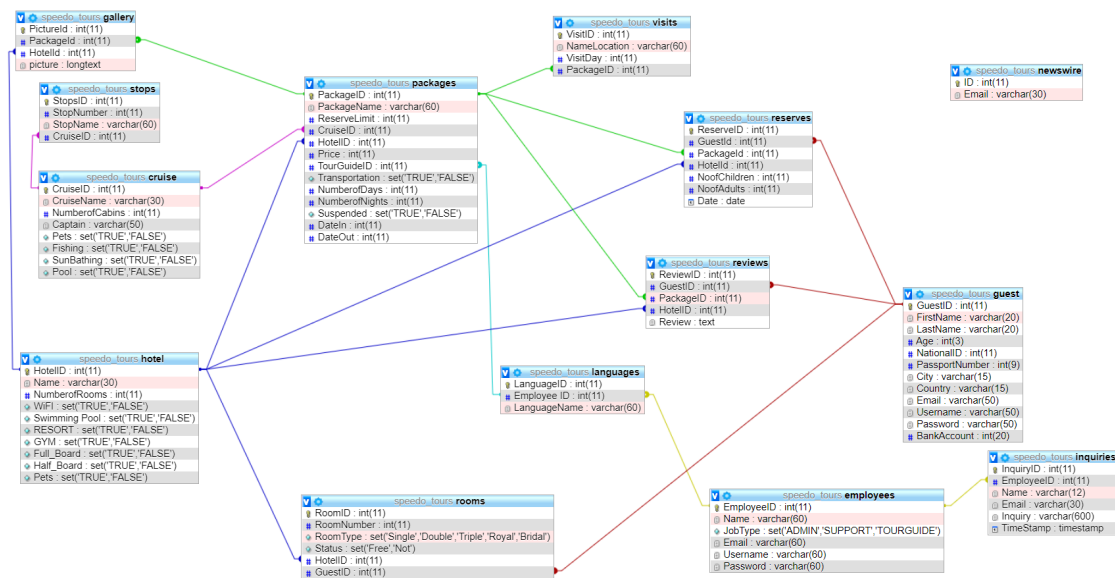 speedo_tours gallery
PictureId : int(11)
PackageId : int(11)
HotelId : int(11)
picture : longtext
speedo_tours stops
StopsID : int(11)
StopNumber : int(11)
StopName : varchar(60)
CruiseID : int(11)
speedo_tours cruise
CruiseID : int(11)
CruiseName : varchar(30)
NumberofCabins : int(11)
Captain : varchar(50)
Pets : set('TRUE','FALSE')
Fishing : set('TRUE','FALSE')
SunBathing : set('TRUE','FALSE')
Pool : set('TRUE','FALSE')
speedo_tours hotel
HotelID : int(11)
Name : varchar(30)
NumberofRooms : int(11)
WiFI : set('TRUE','FALSE')
Swimming Pool : set('TRUE','FALSE')
RESORT : set('TRUE','FALSE')
GYM : set('TRUE','FALSE')
Full_Board : set('TRUE','FALSE')
Half_Board : set('TRUE','FALSE')
Pets : set('TRUE','FALSE')
speedo_tours packages
PackageID : int(11)
PackageName : varchar(60)
ReserveLimit : int(11)
CruiseID : int(11)
HotelID : int(11)
Price : int(11)
TourGuideID : int(11)
Transportation : set('TRUE','FALSE')
NumberofDays : int(11)
NumberofNights : int(11)
Suspended : set('TRUE','FALSE')
DateIn : int(11)
DateOut : int(11)
speedo_tours rooms
RoomID : int(11)
RoomNumber : int(11)
RoomType : set('Single','Double','Triple','Royal','Bridal')
Status : set('Free','Not')
HotelID : int(11)
GuestID : int(11)
speedo_tours visits
VisitID : int(11)
NameLocation : varchar(60)
VisitDay : int(11)
PackageID : int(11)
speedo_tours languages
LanguageID : int(11)
Employee ID : int(11)
LanguageName : varchar(60)
speedo_tours reserves
ReserveID : int(11)
GuestId : int(11)
PackageId : int(11)
HotelId : int(11)
NoofChildren : int(11)
NoofAdults : int(11)
Date : date
speedo_tours reviews
ReviewID : int(11)
GuestID : int(11)
PackageID : int(11)
HotelID : int(11)
Review : text
speedo_tours employees
EmployeeID : int(11)
Name : varchar(60)
JobType : set('ADMIN','SUPPORT','TOURGUIDE')
Email : varchar(60)
Username : varchar(60)
Password : varchar(60)
speedo_tours newswire
ID : int(11)
Email : varchar(30)
speedo_tours guest
GuestID : int(11)
FirstName : varchar(20)
LastName : varchar(20)
Age : int(3)
NationalID : int(11)
PassportNumber : int(9)
City : varchar(15)
Country : varchar(15)
Email : varchar(50)
Username : varchar(50)
Password : varchar(50)
BankAccount : int(20)
speedo_tours inquiries
InquiryID : int(11)
EmployeeID : int(11)
Name : varchar(12)
Email : varchar(30)
Inquiry : varchar(600)
TimeStamp : timestamp